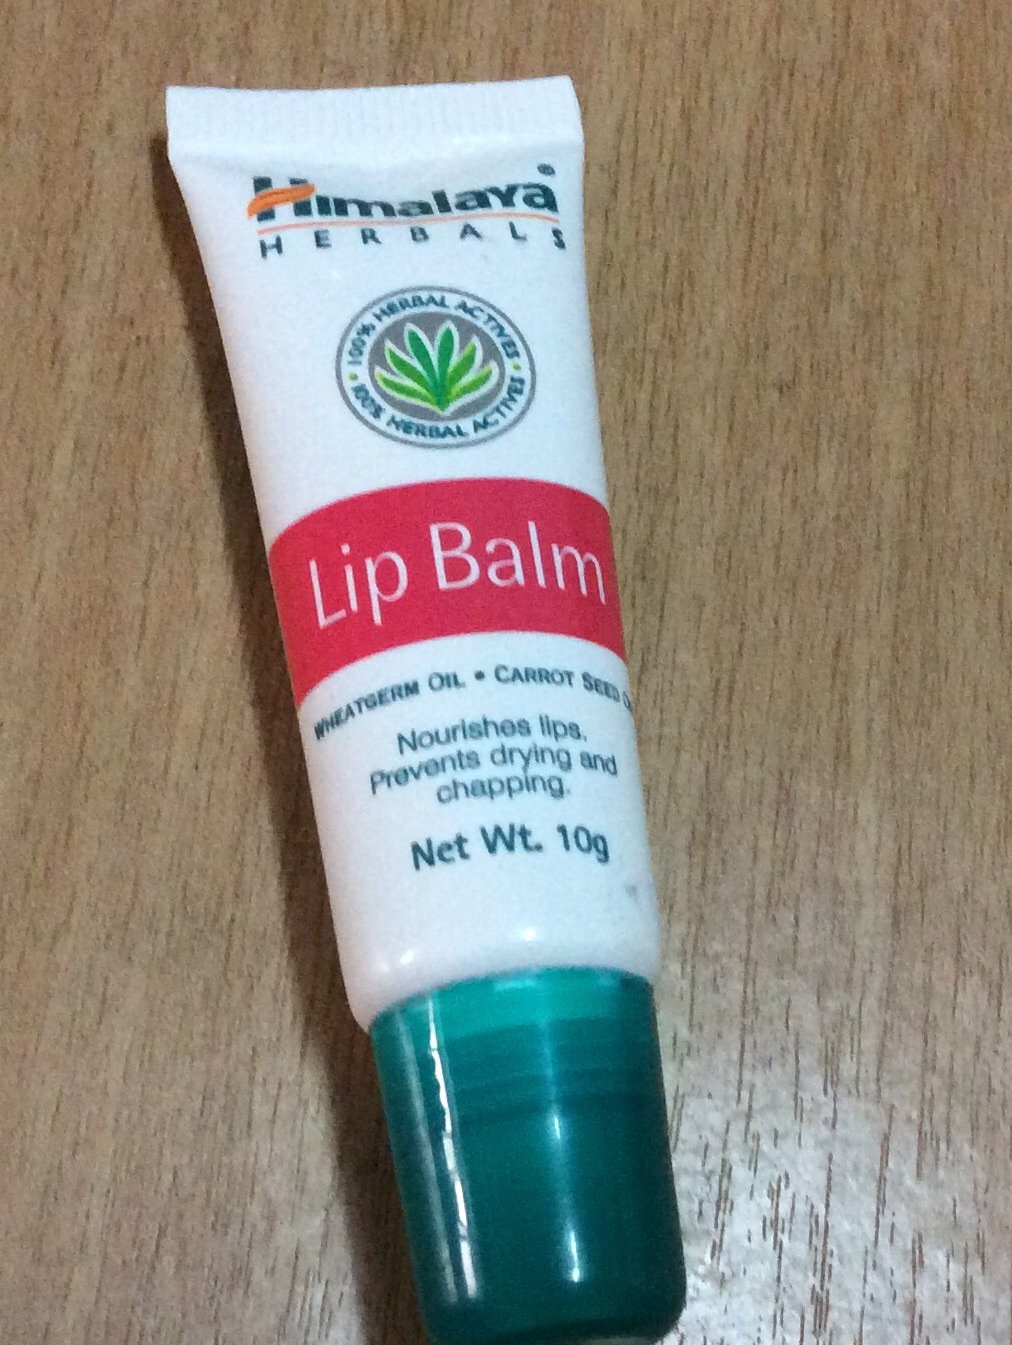 Himalaya®
HERBALS
• 100% HERBAL ACTIVES •
100% HERBAL ACTIVES
Lip Balm
WHEATGERM OIL • CARROT SEED
Nourishes lips.
Prevents drying and
chapping.
Net Wt. 10g